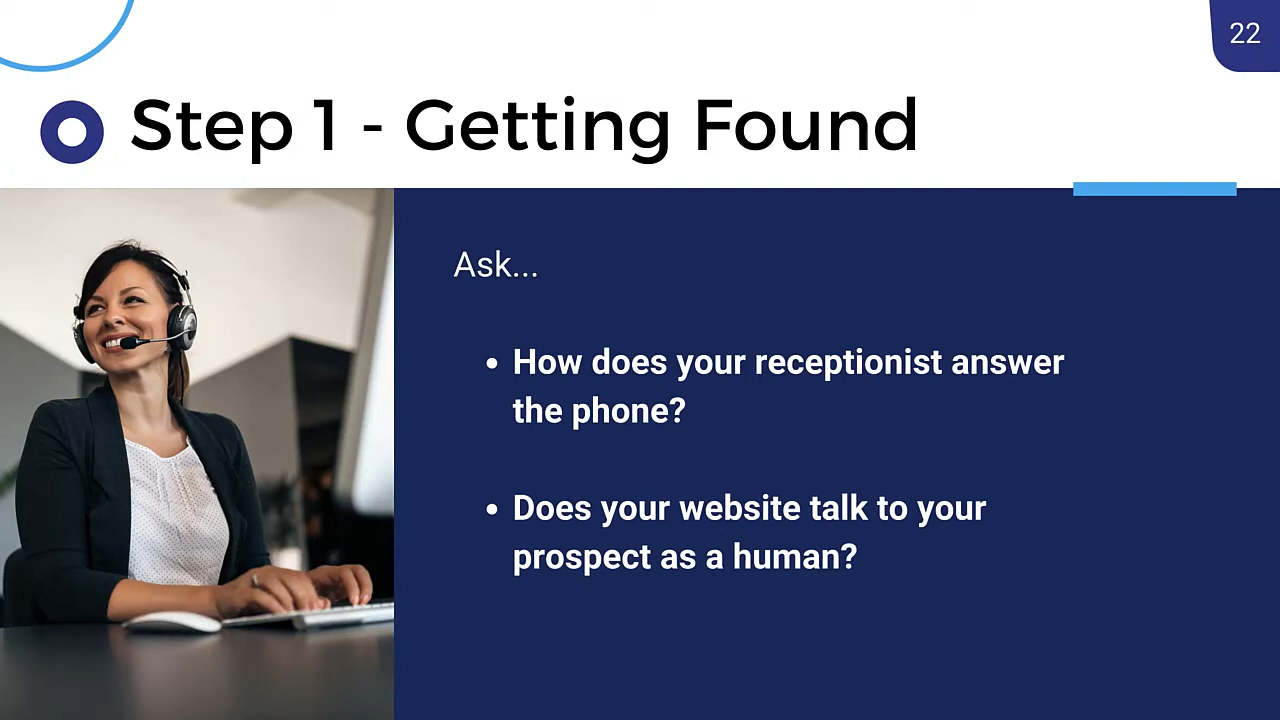 22
Step 1 - Getting Found
Ask...
• How does your receptionist answer
the phone?
• Does your website talk to your
prospect as a human?